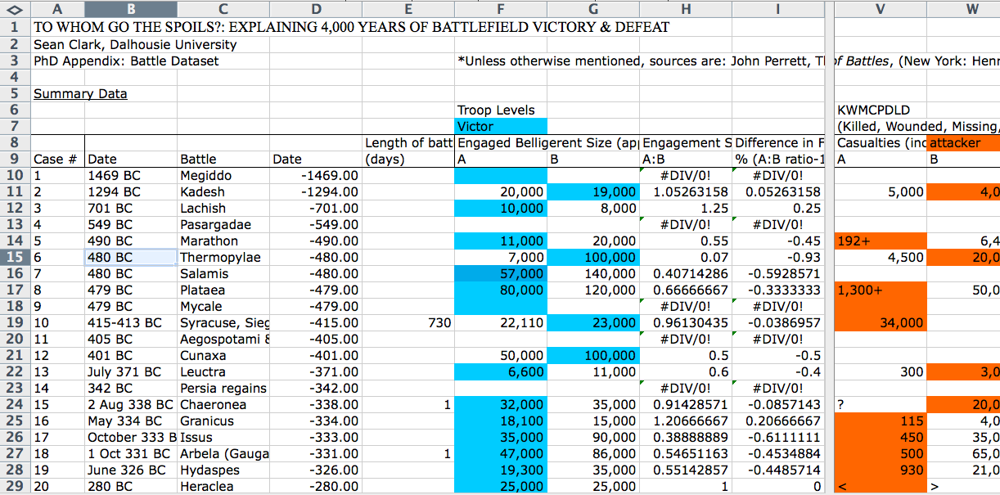 A B C D E F G H I V W
1 TO WHOM GO THE SPOILS?: EXPLAINING 4,000 YEARS OF BATTLEFIELD VICTORY & DEFEAT
2 Sean Clark, Dalhousie University
3 PhD Appendix: Battle Dataset *Unless otherwise mentioned, sources are: John Perrett, of Battles, (New York:
4
5 Summary Data
6 Troop Levels KWMCPDLD
7 Victor (Killed, Wounded, Missing,
8 Length of batt Engaged Belligerent Size (ap Engagement S Difference in F Casualties (inc attacker
9 Case # Date Battle Date (days) A B A:B % (A:B ratio-1 A B
10 1 1469 BC Megiddo -1469.00 #DIV/0! #DIV/0!
11 2 1294 BC Kadesh -1294.00 20,000 19,000 1.05263158 0.05263158 5,000 4,0
12 3 701 BC Lachish -701.00 10,000 8,000 1.25 0.25
13 4 549 BC Pasargadae -549.00 #DIV/0! #DIV/0!
14 5 490 BC Marathon -490.00 11,000 20,000 0.55 -0.45 192+ 6,4
15 6 480 BC Thermopylae -480.00 7,000 100,000 0.07 -0.93 4,500 20,0
16 7 480 BC Salamis -480.00 57,000 140,000 0.40714286 -0.5928571
17 8 479 BC Plataea -479.00 80,000 120,000 0.66666667 -0.3333333 1,300+ 50,0
18 9 479 BC Mycale -479.00 #DIV/0! #DIV/0!
19 10 415-413 BC Syracuse, Sieg -415.00 730 22,110 23,000 0.96130435 -0.0386957 34,000
20 11 405 BC Aegospotami & -405.00 #DIV/0! #DIV/0!
21 12 401 BC Cunaxa -401.00 50,000 100,000 0.5 -0.5
22 13 July 371 BC Leuctra -371.00 6,600 11,000 0.6 -0.4 300 3,0
23 14 342 BC Persia regains -342.00 #DIV/0! #DIV/0!
24 15 2 Aug 338 BC Chaeronea -338.00 1 32,000 35,000 0.91428571 -0.0857143 ? 20,0
25 16 May 334 BC Granicus -334.00 18,100 15,000 1.20666667 0.20666667 115 4,0
26 17 October 333 B Issus -333.00 35,000 90,000 0.38888889 -0.6111111 450 35,0
27 18 1 Oct 331 BC Arbela (Gauga -331.00 1 47,000 86,000 0.54651163 -0.4534884 500 65,0
28 19 June 326 BC Hydaspes -326.00 19,300 35,000 0.55142857 -0.4485714 930 21,0
29 20 280 BC Heraclea -280.00 25,000 25,000 1 0 < >